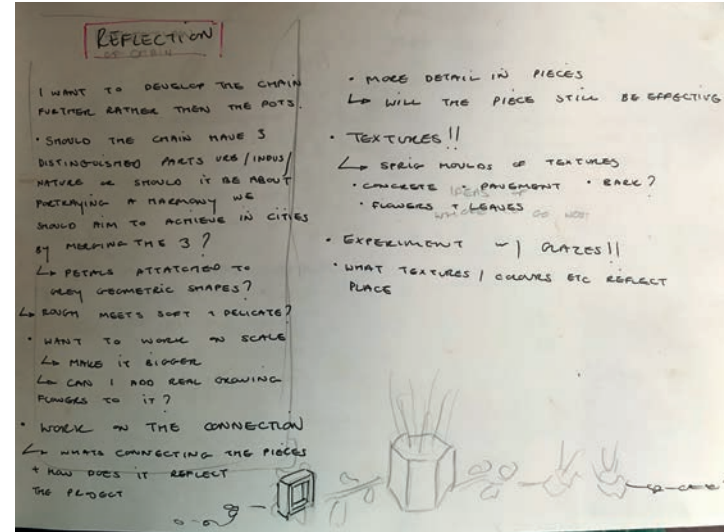 REFLECTION
I WANT TO DEVELOP THE CHAIN
FURTHER RATHER THEN THE POTS.
• SHOULD THE CHAIN HAVE 3
DISTINGUISHED PARTS URB/INDUS/
NATURE OR SHOULD IT BE ABOUT
PORTRAYING A HARMONY WE
SHOULD AIM TO ACHIEVE IN CITIES
BY MERGING THE 3?
↳ PETALS ATTATCHED TO
GREY GEOMETRIC SHAPES?
↳ ROUGH MEETS SOFT + DELICATE?
• WANT TO WORK ON SCALE
↳ MAKE IT BIGGER
↳ CAN I ADD REAL GROWING
FLOWERS TO IT?
• WORK ON THE CONNECTION
↳ WHATS CONNECTING THE PIECES
+ HOW DOES IT REFLECT
THE PROJECT
• MORE DETAIL IN PIECES
↳ WILL THE PIECE STILL BE EFFECTIVE
• TEXTURES!!
↳ SPRIG MOULDS OF TEXTURES
• CONCRETE • PAVEMENT • BARK?
• FLOWERS + LEAVES
• EXPERIMENT W/ GLAZES!!
• WHAT TEXTURES / COLOURS ETC REFLECT
PLACE